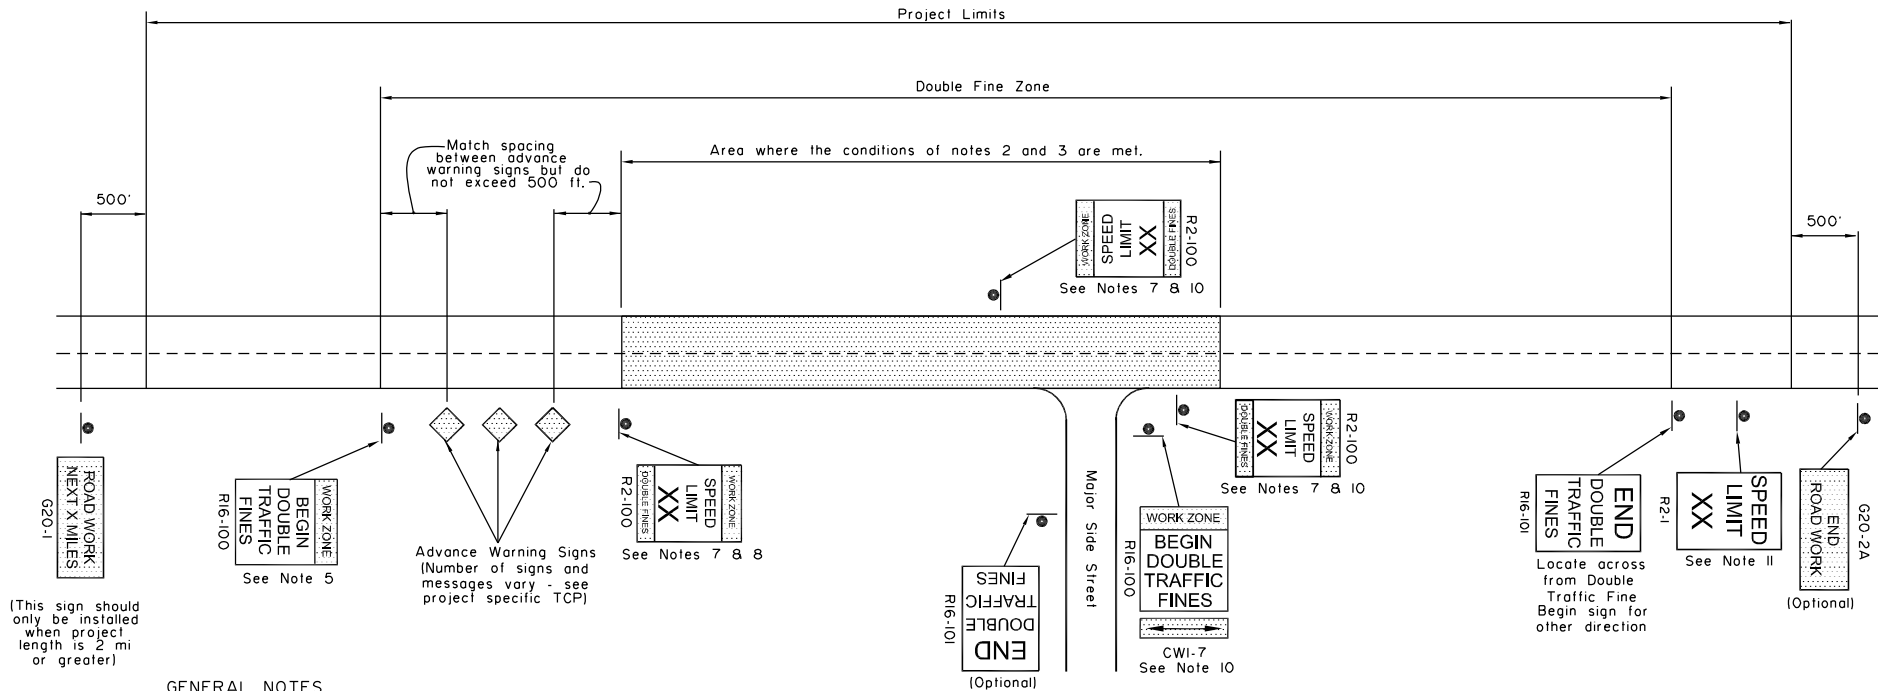 Project Limits
Double Fine Zone
Match spacing
between advance
warning signs but do
not exceed 500 ft.
Area where the conditions of notes 2 and 3 are met.
500'
500'
WORK ZONE
SPEED
LIMIT
XX
DOUBLE FINES
R2-100
See Notes 7 & 10
ROAD WORK
NEXT X MILES
G20-1
(This sign should
only be installed
when project
length is 2 mi
or greater)
WORK ZONE
BEGIN
DOUBLE
TRAFFIC
FINES
R16-100
See Note 5
Advance Warning Signs
(Number of signs and
messages vary - see
project specific TCP)
WORK ZONE
SPEED
LIMIT
XX
DOUBLE FINES
R2-100
See Notes 7 & 8
END
DOUBLE
TRAFFIC
FINES
R16-101
(Optional)
Major Side Street
WORK ZONE
BEGIN
DOUBLE
TRAFFIC
FINES
R16-100
CW1-7
See Note 10
WORK ZONE
SPEED
LIMIT
XX
DOUBLE FINES
R2-100
See Notes 7 & 10
END
DOUBLE
TRAFFIC
FINES
R16-101
Locate across
from Double
Traffic Fine
Begin sign for
other direction
SPEED
LIMIT
XX
R2-1
See Note 11
END
ROAD WORK
G20-2A
(Optional)
GENERAL NOTES